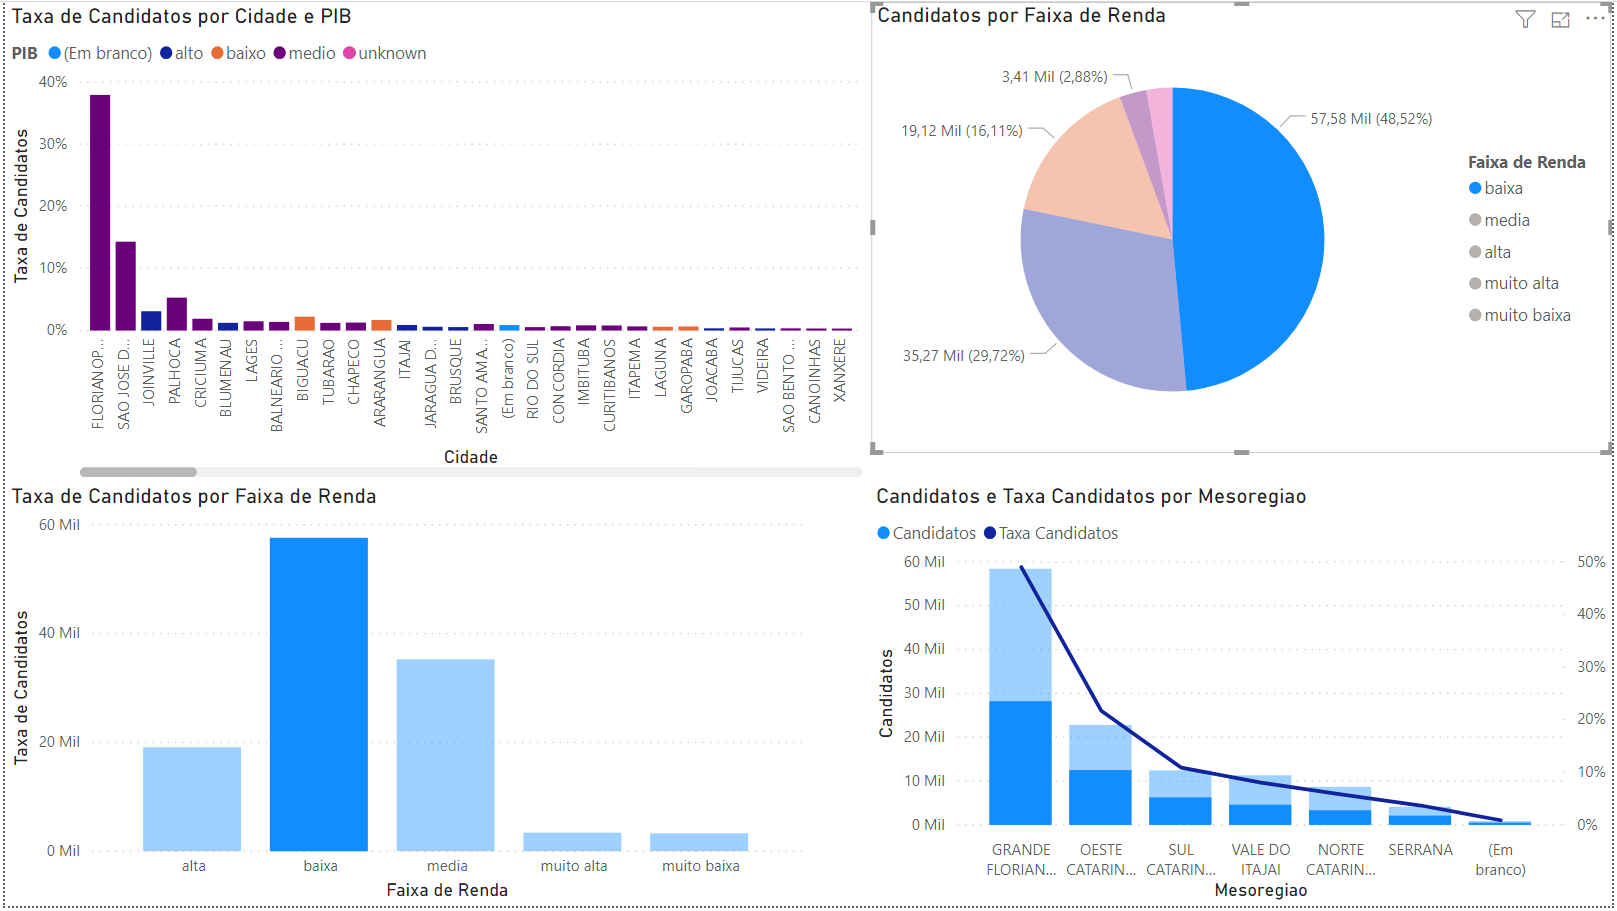 Taxa de Candidatos por Cidade e PIB
PIB (Em branco) alto baixo medio unknown
40%
30%
20%
10%
0%
Taxa de Candidatos
FLORIANOP...
SAO JOSE D...
JOINVILLE
PALHOCA
CRICIUMA
BLUMENAU
LAGES
BALNEARIO ...
BIGUACU
TUBARAO
CHAPECO
ARARANGUA
ITAJAI
JARAGUA D...
BRUSQUE
SANTO AMA...
(Em branco)
RIO DO SUL
CONCORDIA
IMBITUBA
CURITIBANOS
ITAPEMA
LAGUNA
GAROPABA
JOACABA
TIJUCAS
VIDEIRA
SAO BENTO ...
CANOINHAS
XANXERE
Cidade
Candidatos por Faixa de Renda
3,41 Mil (2,88%)
19,12 Mil (16,11%)
57,58 Mil (48,52%)
35,27 Mil (29,72%)
Faixa de Renda
baixa
media
alta
muito alta
muito baixa
Taxa de Candidatos por Faixa de Renda
60 Mil
40 Mil
20 Mil
0 Mil
Taxa de Candidatos
alta
baixa
media
muito alta
muito baixa
Faixa de Renda
Candidatos e Taxa Candidatos por Mesoregiao
Candidatos Taxa Candidatos
60 Mil
50 Mil
40 Mil
30 Mil
20 Mil
10 Mil
0 Mil
Candidatos
50%
40%
30%
20%
10%
0%
GRANDE
FLORIAN...
OESTE
CATARIN...
SUL
CATARIN...
VALE DO
ITAJAI
NORTE
CATARIN...
SERRANA
(Em
branco)
Mesoregiao